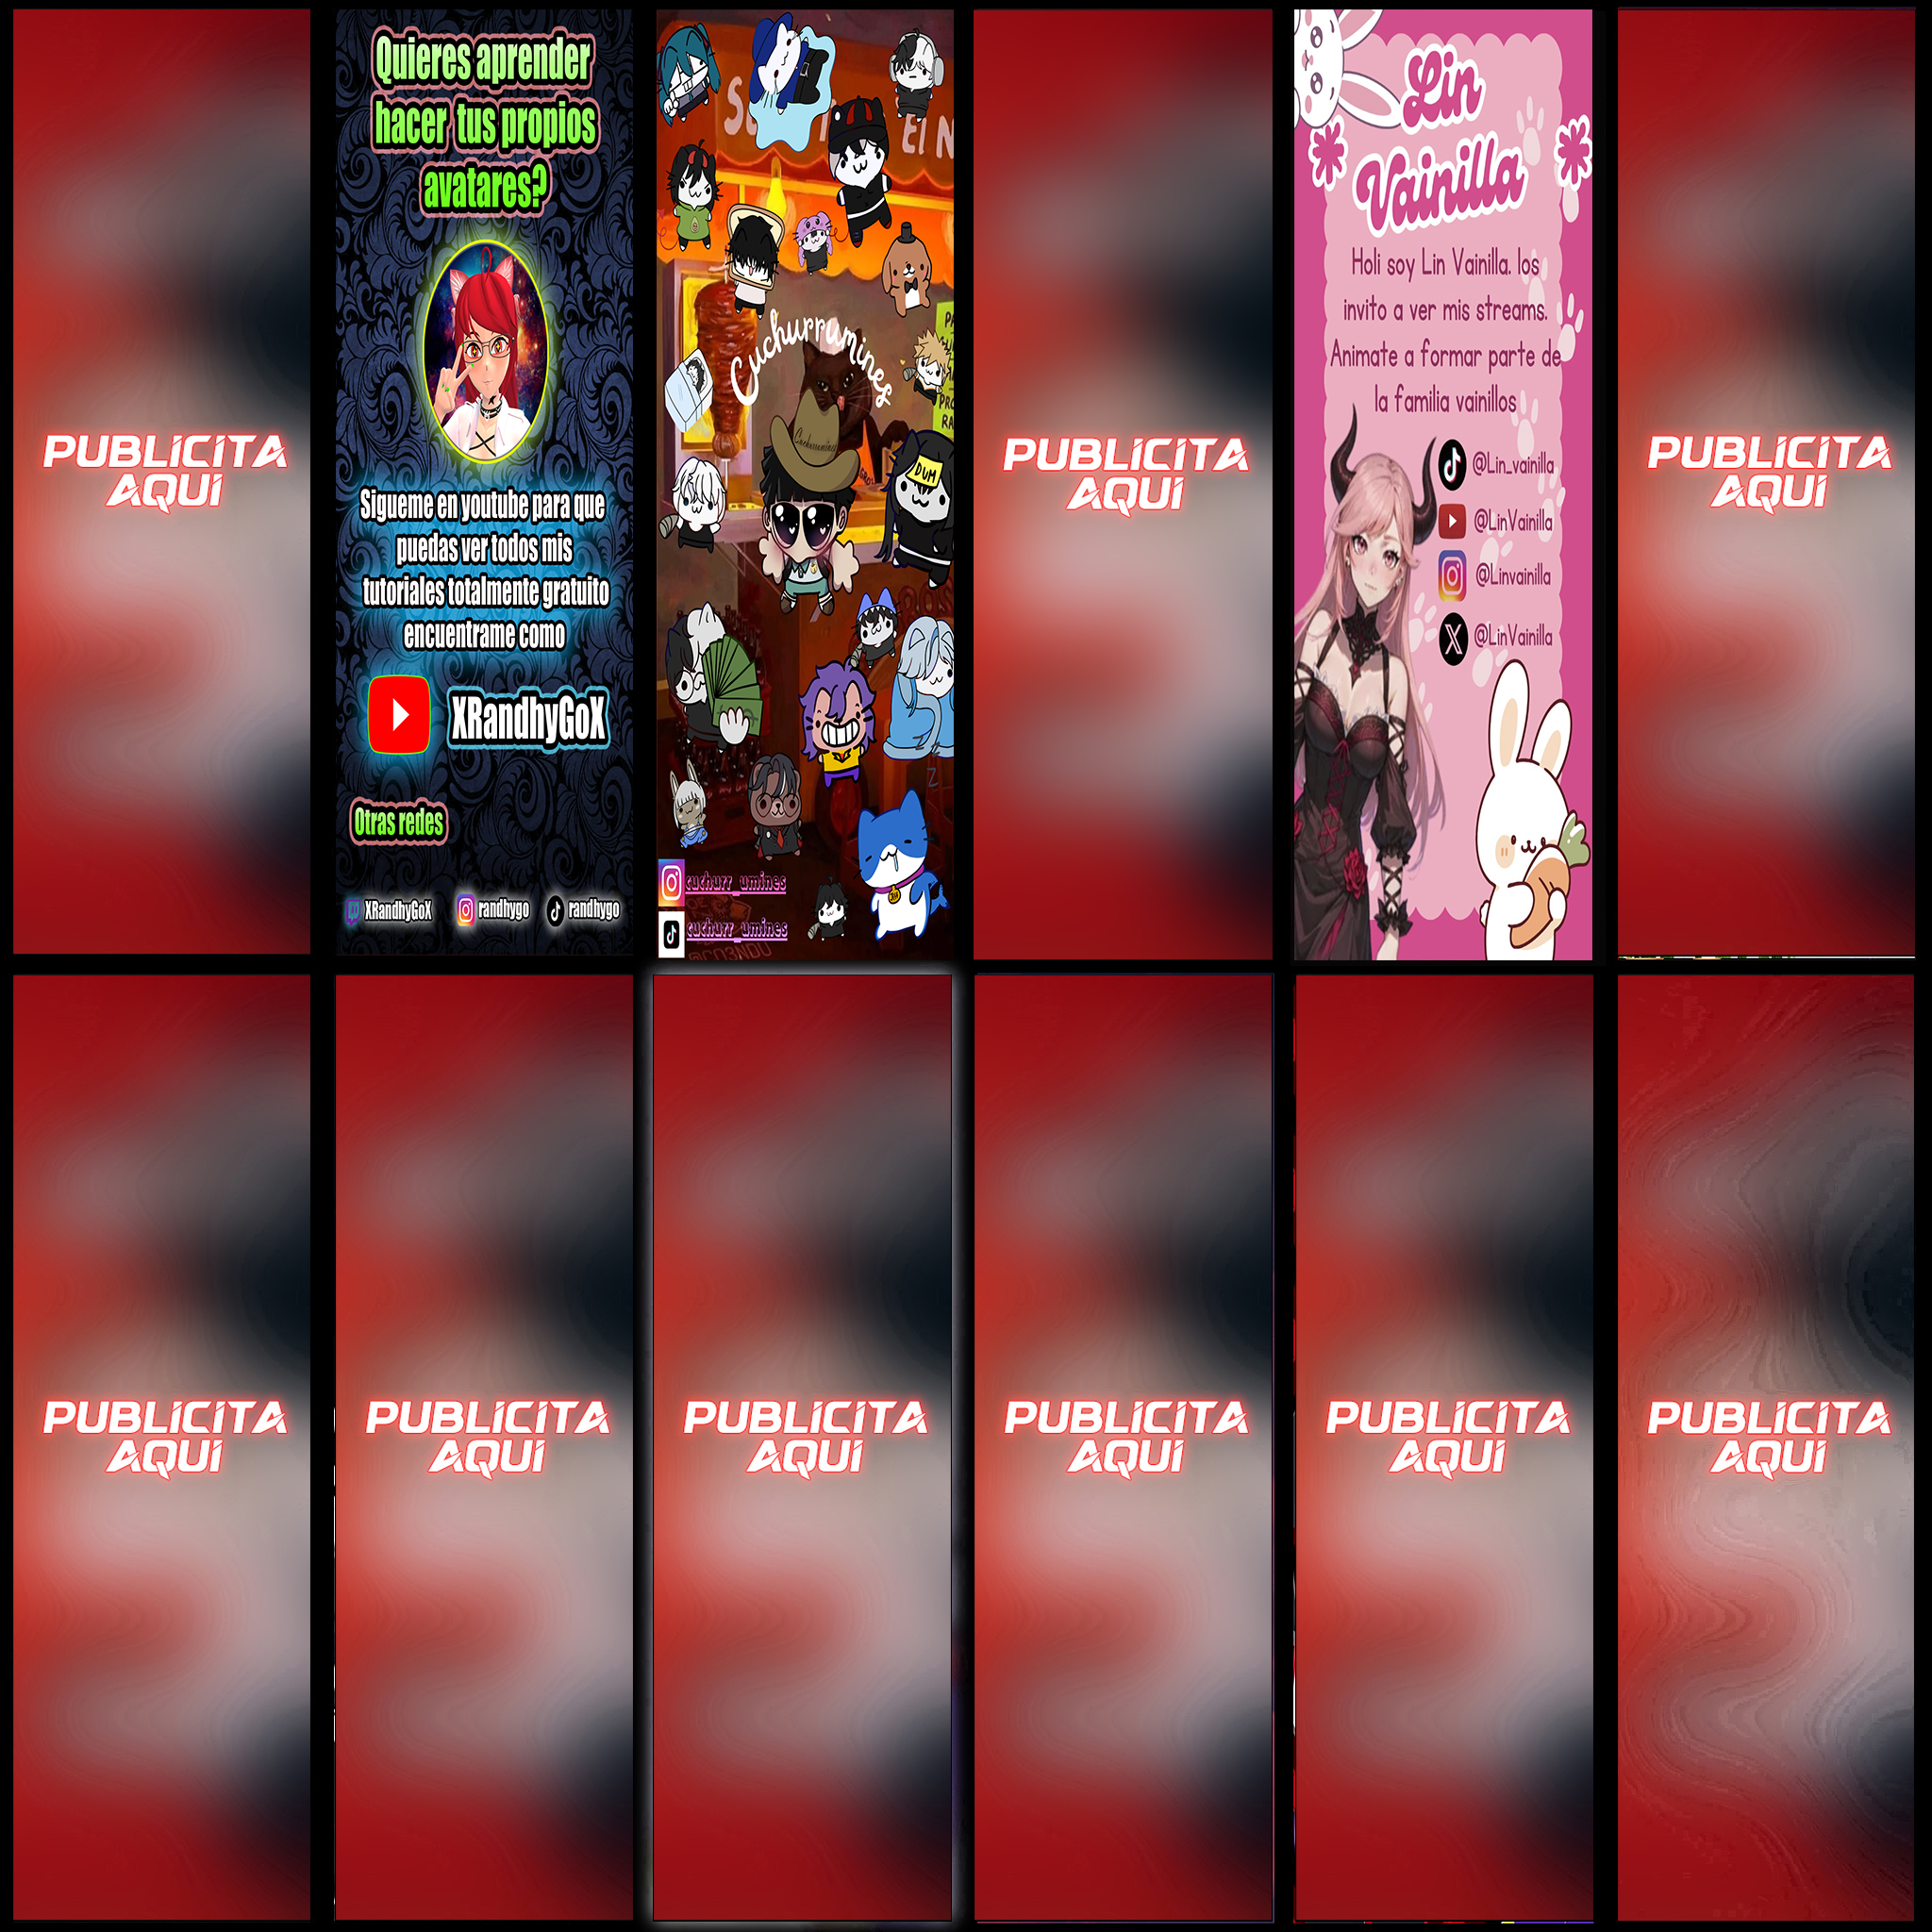 PUBLICITA
AQUI
Quieres aprender
hacer tus propios
avatares?
Sigueme en youtube para que
puedas ver todos mis
tutoriales totalmente gratuito
encuentrame como
XRandhyGoX
Otras redes
XRandhyGoX
randhygo
randhygo
El N
Cuchurrumines
Cuchurrumines
DUM
Z
cuchurr_umines
cuchurr_umines
PUBLICITA
AQUI
Lin
Vainilla
Holi soy Lin Vainilla. los
invito a ver mis streams.
Animate a formar parte de
la familia vainillos
@Lin_vainilla
@LinVainilla
@Linvainilla
@LinVainilla
PUBLICITA
AQUI
PUBLICITA
AQUI
PUBLICITA
AQUI
PUBLICITA
AQUI
PUBLICITA
AQUI
PUBLICITA
AQUI
PUBLICITA
AQUI